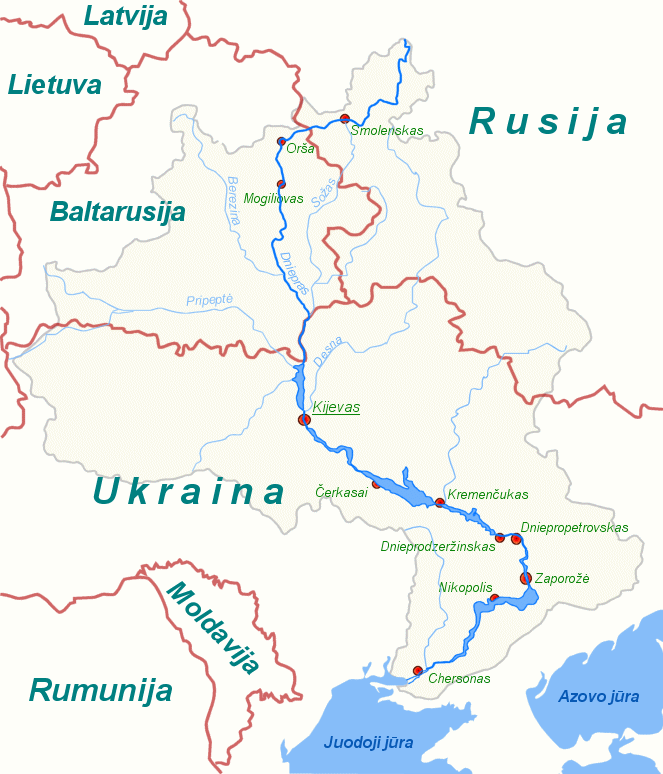 Latvija
Lietuva
Rusija
Smolenskas
Orša
Mogiliovas
Berezina
Sožas
Baltarusija
Dniepras
Pripeptė
Desna
Kijevas
Ukraina
Čerkasai
Kremenčukas
Dniepropetrovskas
Dnieprodzeržinskas
Zaporožė
Nikopolis
Moldavija
Chersonas
Rumunija
Azovo jūra
Juodoji jūra